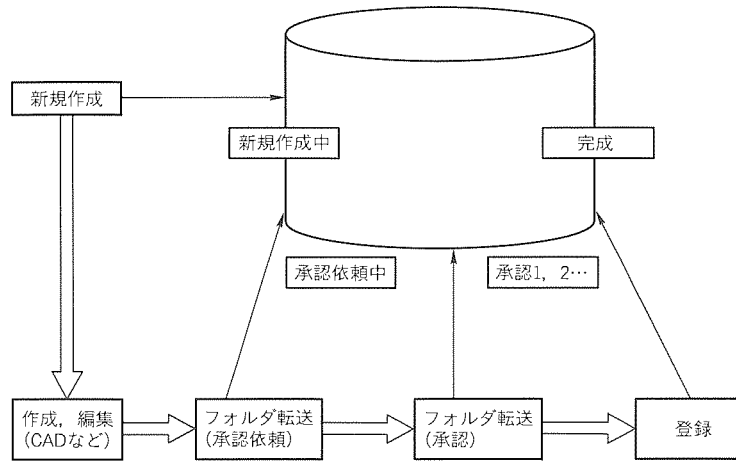 新規作成
新規作成中
完成
承認依頼中
承認1，2…
作成，編集
(CADなど)
フォルダ転送
(承認依頼)
フォルダ転送
(承認)
登録